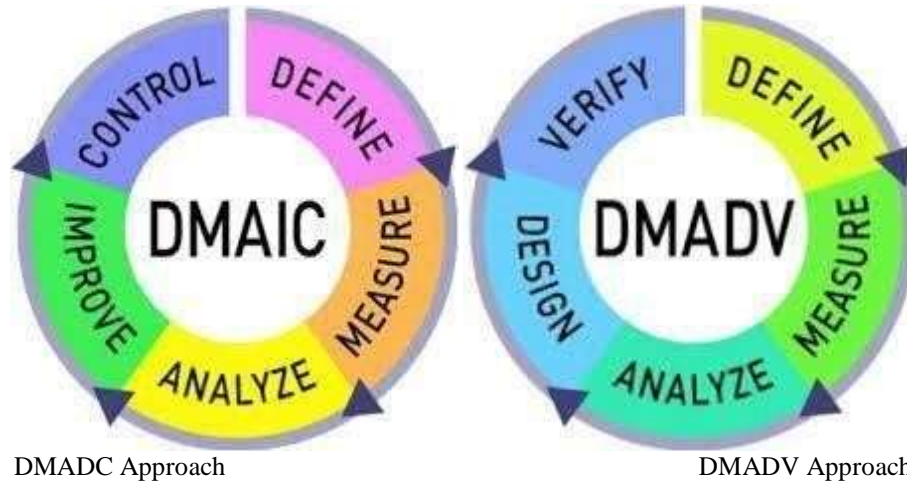 DMAIC
DEFINE
MEASURE
ANALYZE
IMPROVE
CONTROL
DMADV
DEFINE
MEASURE
ANALYZE
DESIGN
VERIFY
DMADC Approach
DMADV Approach